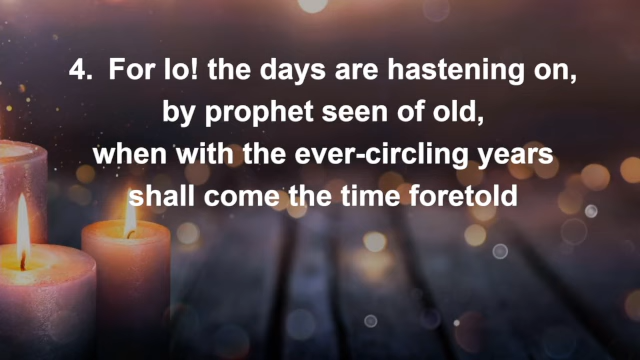 4. For lo! the days are hastening on,
by prophet seen of old,
when with the ever-circling years
shall come the time foretold